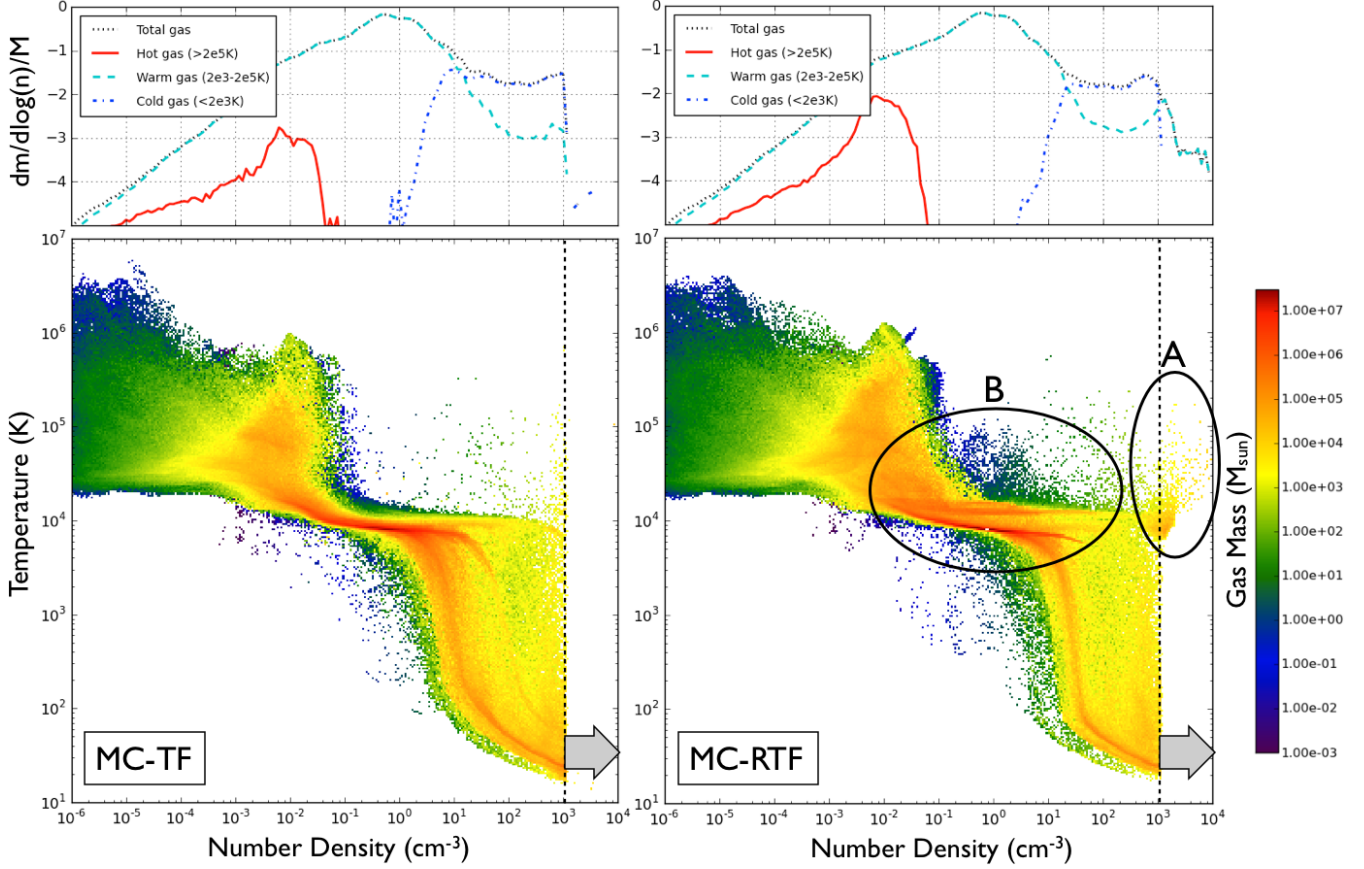 dm/dlog(n)/M
0
−1
−2
−3
−4
Total gas
Hot gas (>2e5K)
Warm gas (2e3-2e5K)
Cold gas (<2e3K)
0
−1
−2
−3
−4
Total gas
Hot gas (>2e5K)
Warm gas (2e3-2e5K)
Cold gas (<2e3K)
Temperature (K)
10^7
10^6
10^5
10^4
10^3
10^2
10^1
MC-TF
10^-6 10^-5 10^-4 10^-3 10^-2 10^-1 10^0 10^1 10^2 10^3 10^4
Number Density (cm^-3)
10^7
10^6
10^5
10^4
10^3
10^2
10^1
A
B
MC-RTF
10^-6 10^-5 10^-4 10^-3 10^-2 10^-1 10^0 10^1 10^2 10^3 10^4
Number Density (cm^-3)
Gas Mass (M_sun)
1.00e+07
1.00e+06
1.00e+05
1.00e+04
1.00e+03
1.00e+02
1.00e+01
1.00e+00
1.00e-01
1.00e-02
1.00e-03